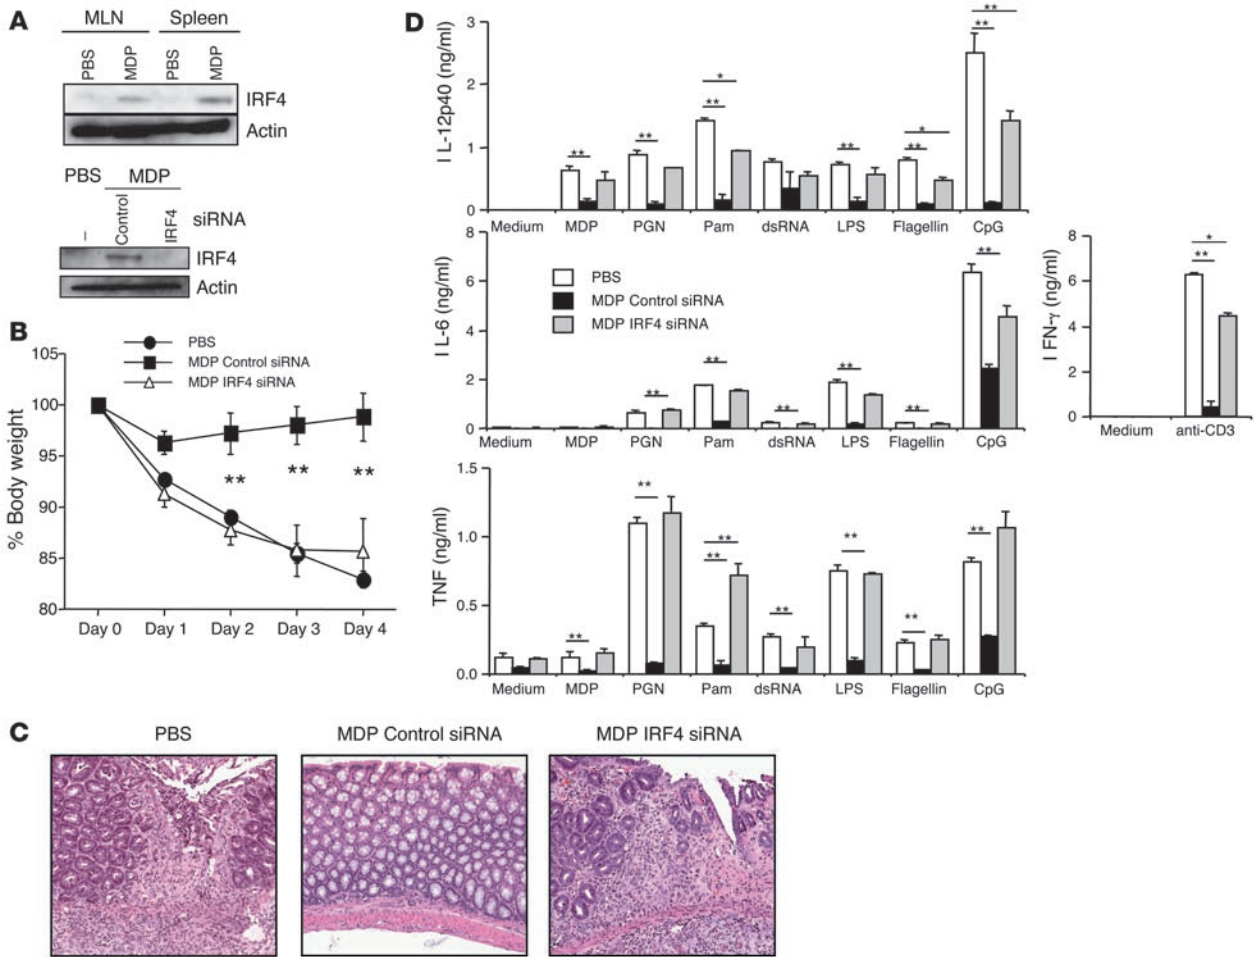 A
MLN Spleen
PBS MDP PBS MDP
IRF4
Actin
PBS MDP
– Control IRF4 siRNA
IRF4
Actin
B
PBS
MDP Control siRNA
MDP IRF4 siRNA
% Body weight
105
100
95
90
85
80
** ** **
Day 0 Day 1 Day 2 Day 3 Day 4
C
PBS MDP Control siRNA MDP IRF4 siRNA
D
I L-12p40 (ng/ml)
3
2
1
0
** ** ** * ** ** * ** **
Medium MDP PGN Pam dsRNA LPS Flagellin CpG
I L-6 (ng/ml)
8
6
4
2
0
PBS
MDP Control siRNA
MDP IRF4 siRNA
** ** ** ** ** **
Medium MDP PGN Pam dsRNA LPS Flagellin CpG
TNF (ng/ml)
1.5
1.0
0.5
0.0
** ** ** ** ** ** ** **
Medium MDP PGN Pam dsRNA LPS Flagellin CpG
I FN-γ (ng/ml)
8
6
4
2
0
*
**
Medium anti-CD3